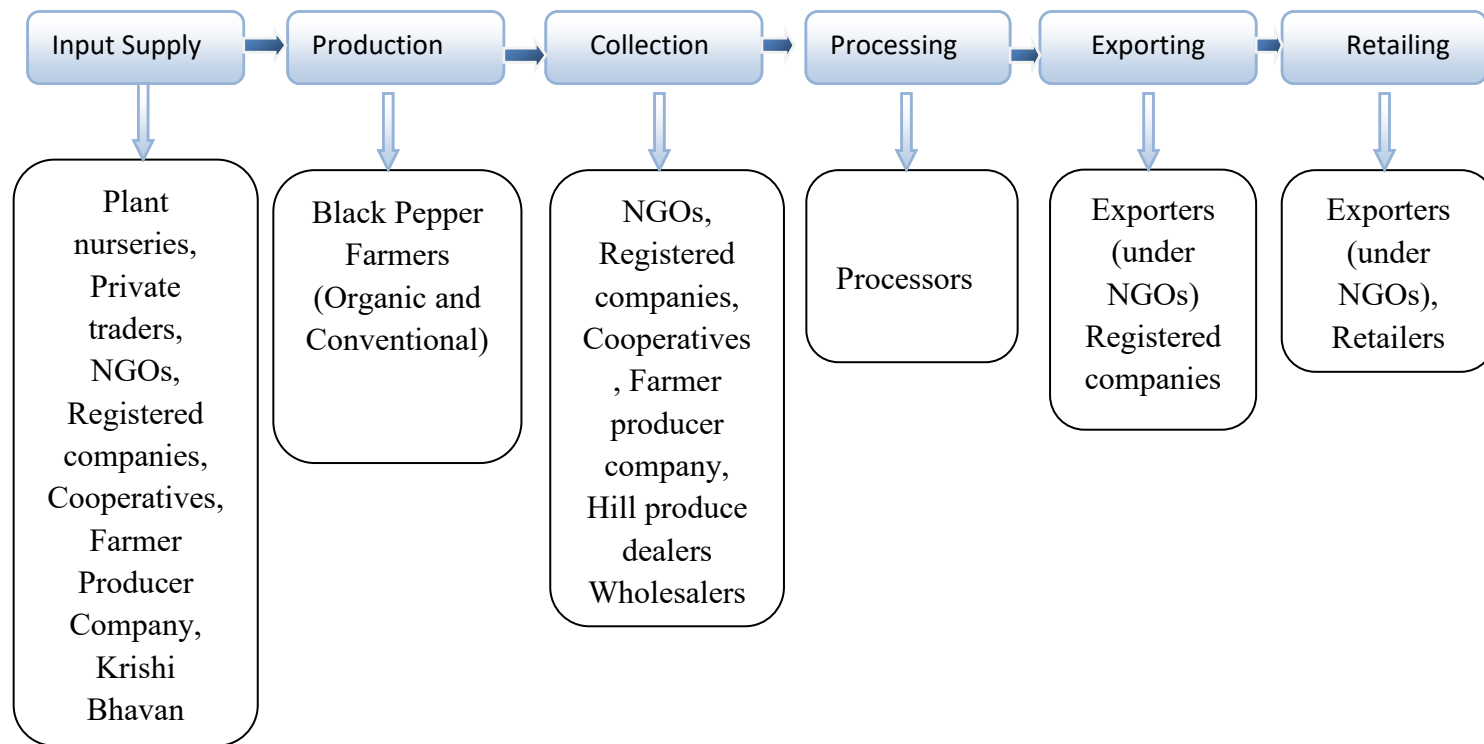 Input Supply
Production
Collection
Processing
Exporting
Retailing
Plant
nurseries,
Private
traders,
NGOs,
Registered
companies,
Cooperatives,
Farmer
Producer
Company,
Krishi
Bhavan
Black Pepper
Farmers
(Organic and
Conventional)
NGOs,
Registered
companies,
Cooperatives
, Farmer
producer
company,
Hill produce
dealers
Wholesalers
Processors
Exporters
(under
NGOs)
Registered
companies
Exporters
(under
NGOs),
Retailers